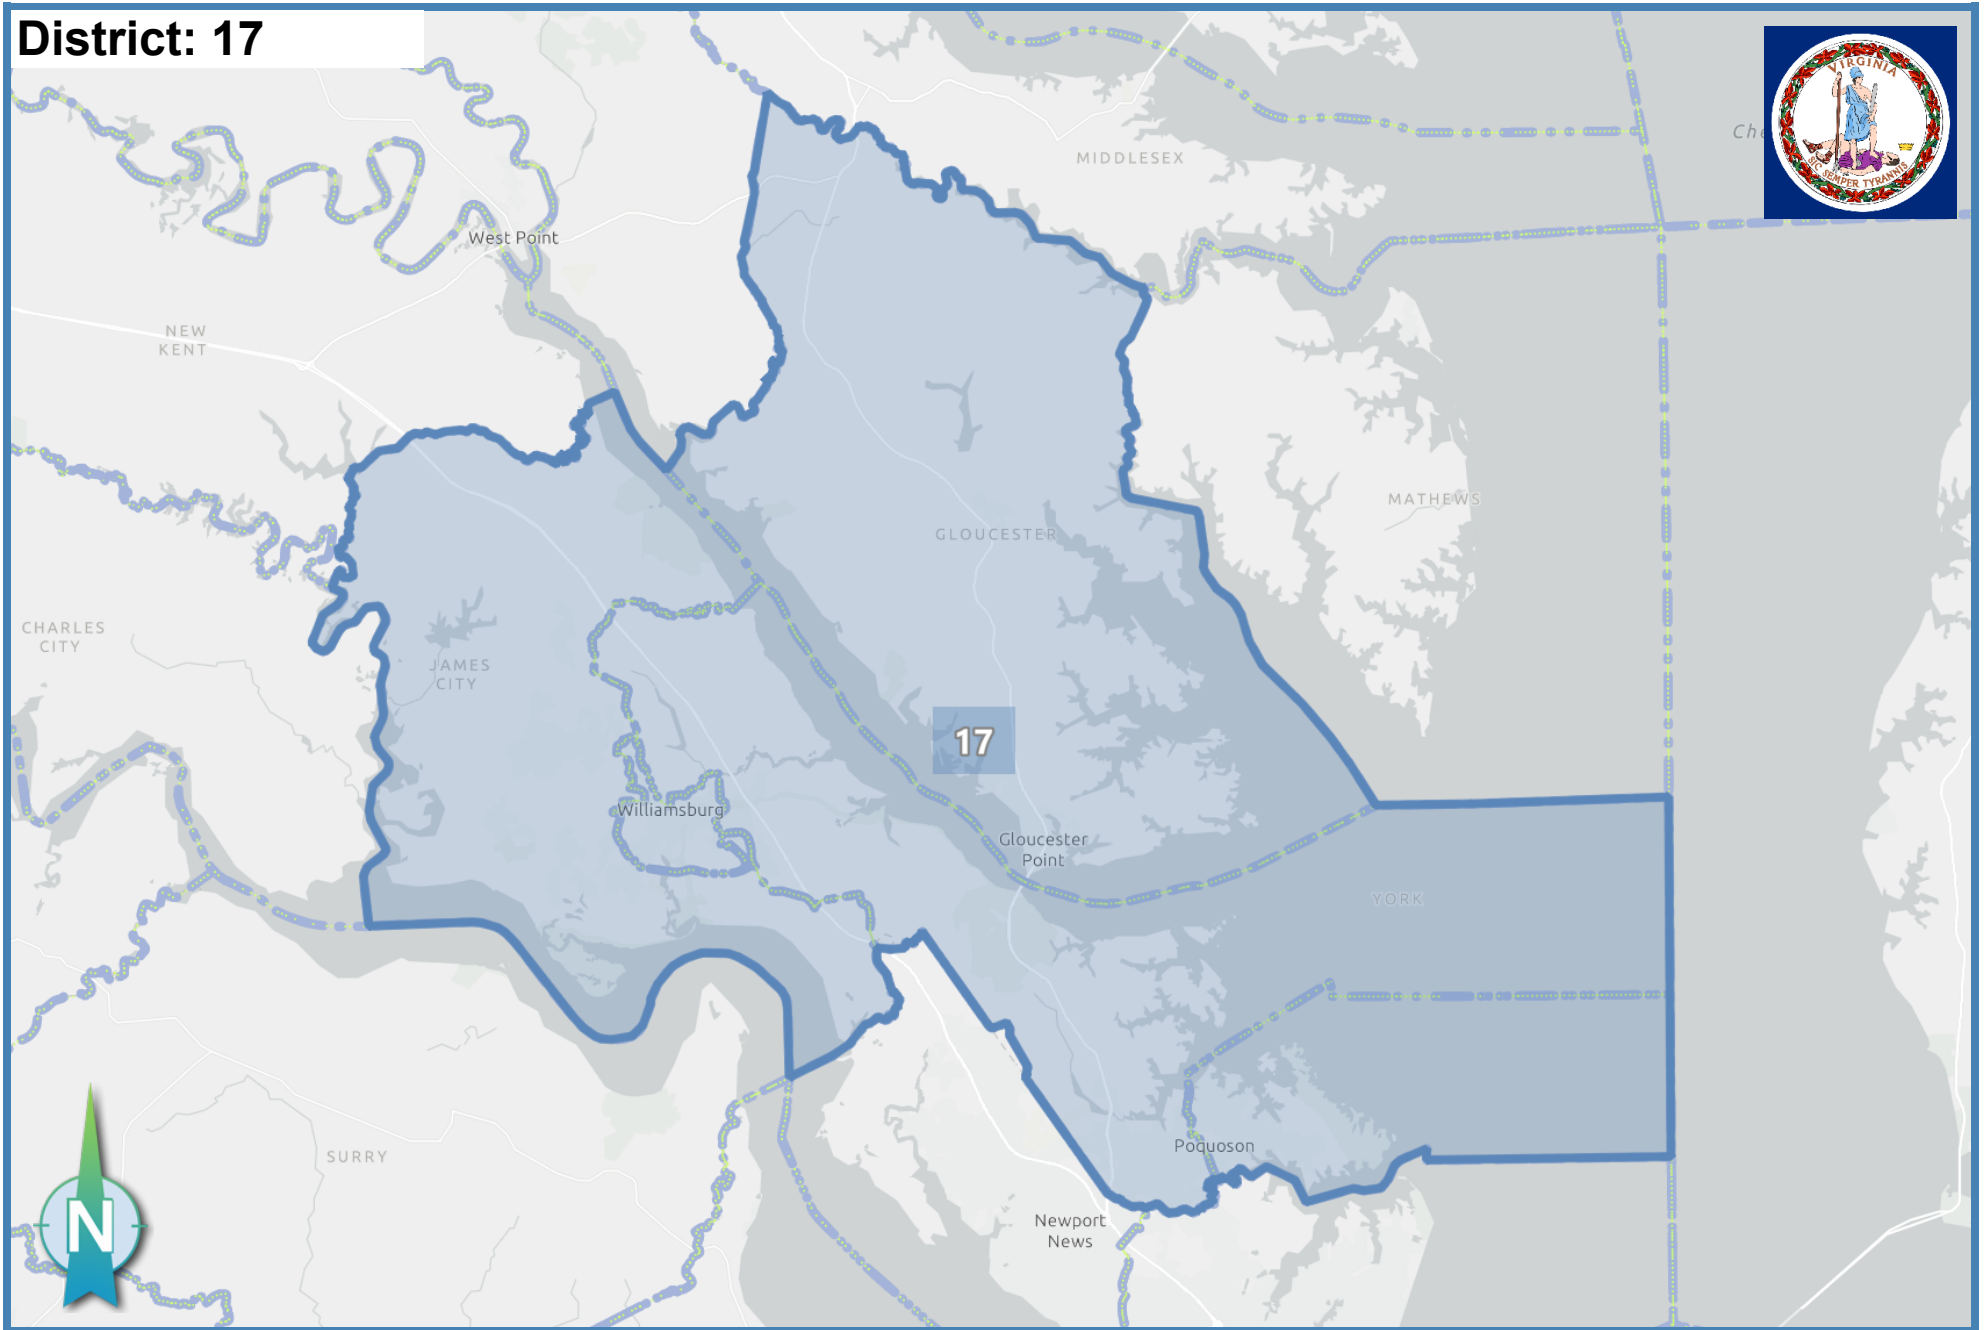 District: 17
VIRGINIA
SIC SEMPER TYRANNIS
MIDDLESEX
West Point
NEW
KENT
MATHEWS
GLOUCESTER
CHARLES
CITY
JAMES
CITY
17
Williamsburg
Gloucester
Point
YORK
Poquoson
SURRY
Newport
News
N